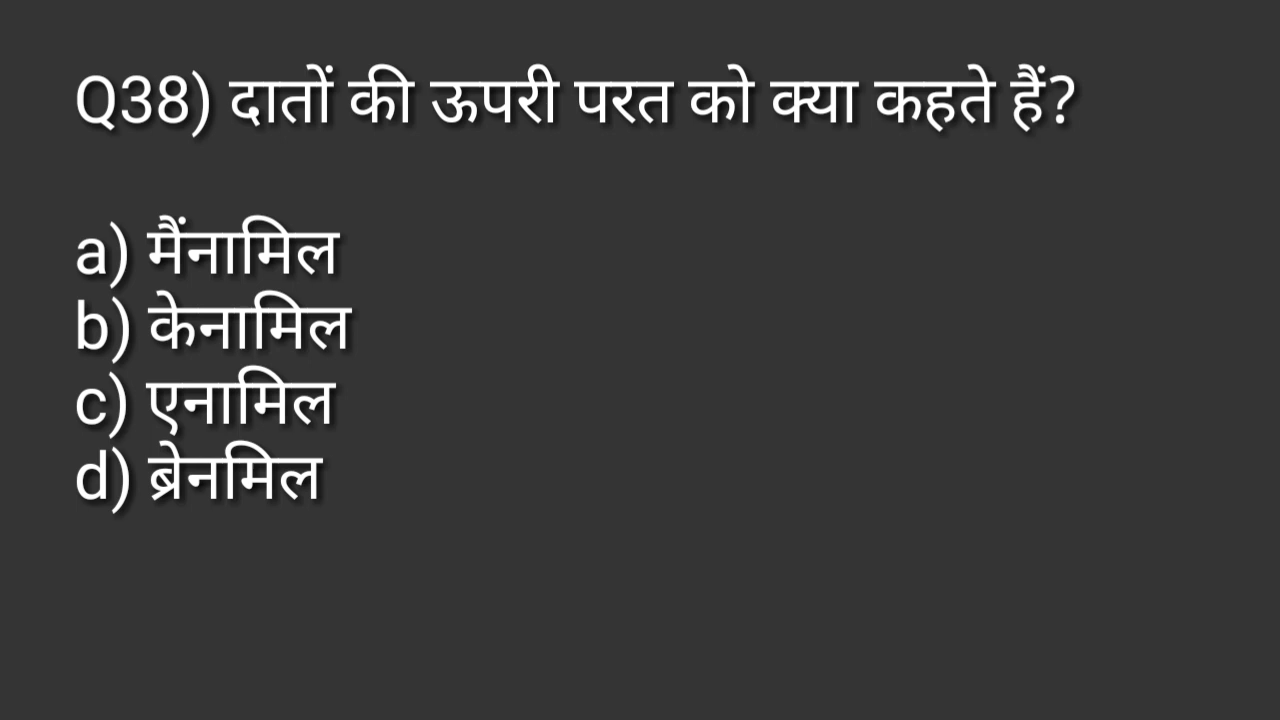 Q38) दातों की ऊपरी परत को क्या कहते हैं?
a) मैंनामिल
b) केनामिल
c) एनामिल
d) ब्रेनमिल